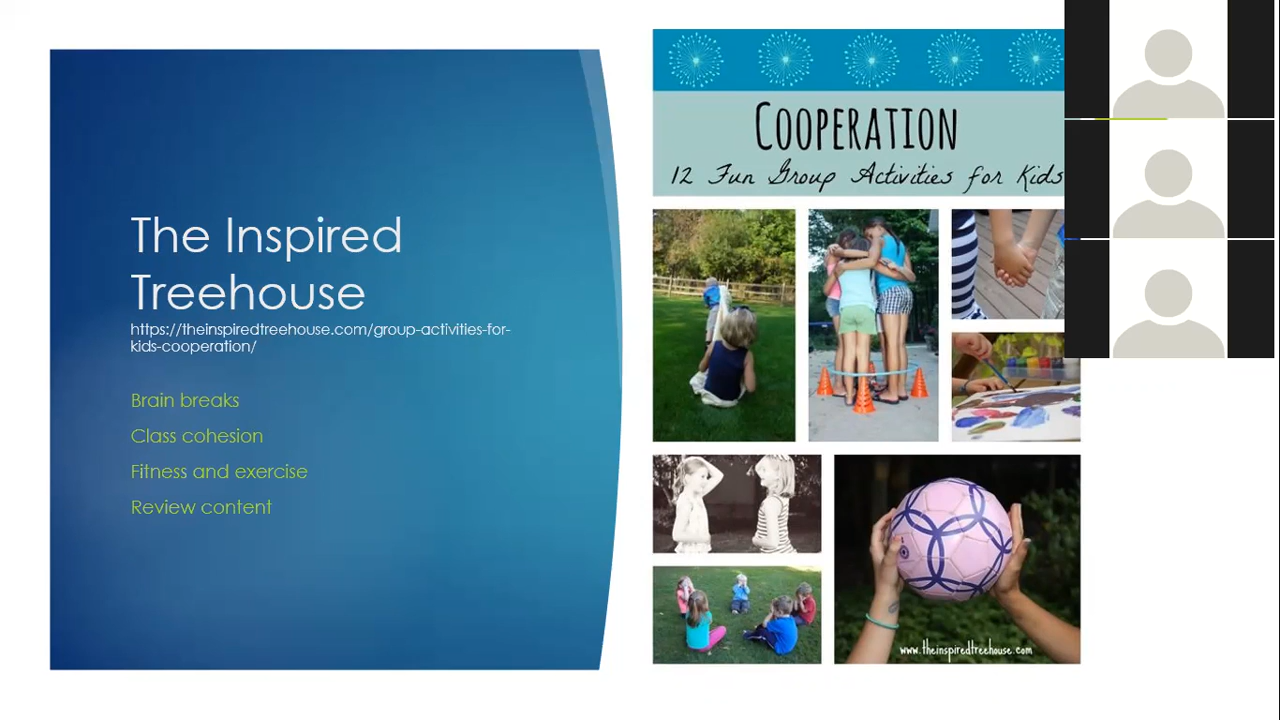 The Inspired
Treehouse
https://theinspiredtreehouse.com/group-activities-for-
kids-cooperation/
Brain breaks
Class cohesion
Fitness and exercise
Review content
COOPERATION
12 Fun Group Activities for Kids
www.theinspiredtreehouse.com